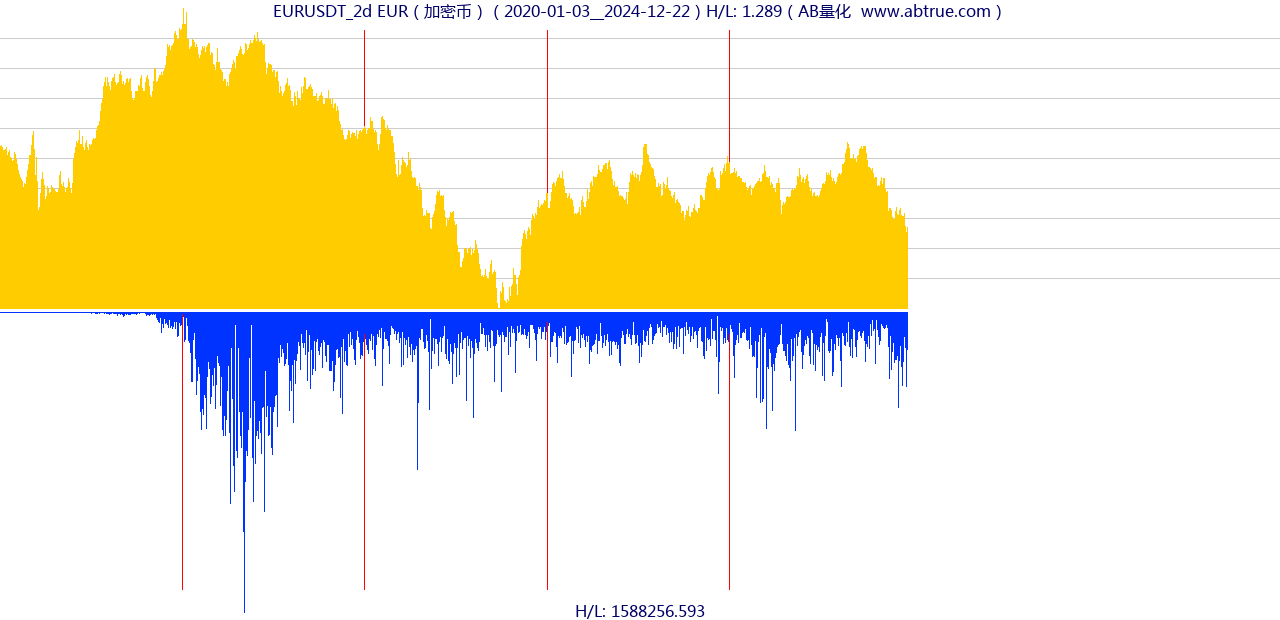 EURUSDT_2d EUR ( 加密币 ) ( 2020-01-03__2024-12-22 ) H/L: 1.289 ( AB量化 www.abtrue.com )
H/L: 1588256.593